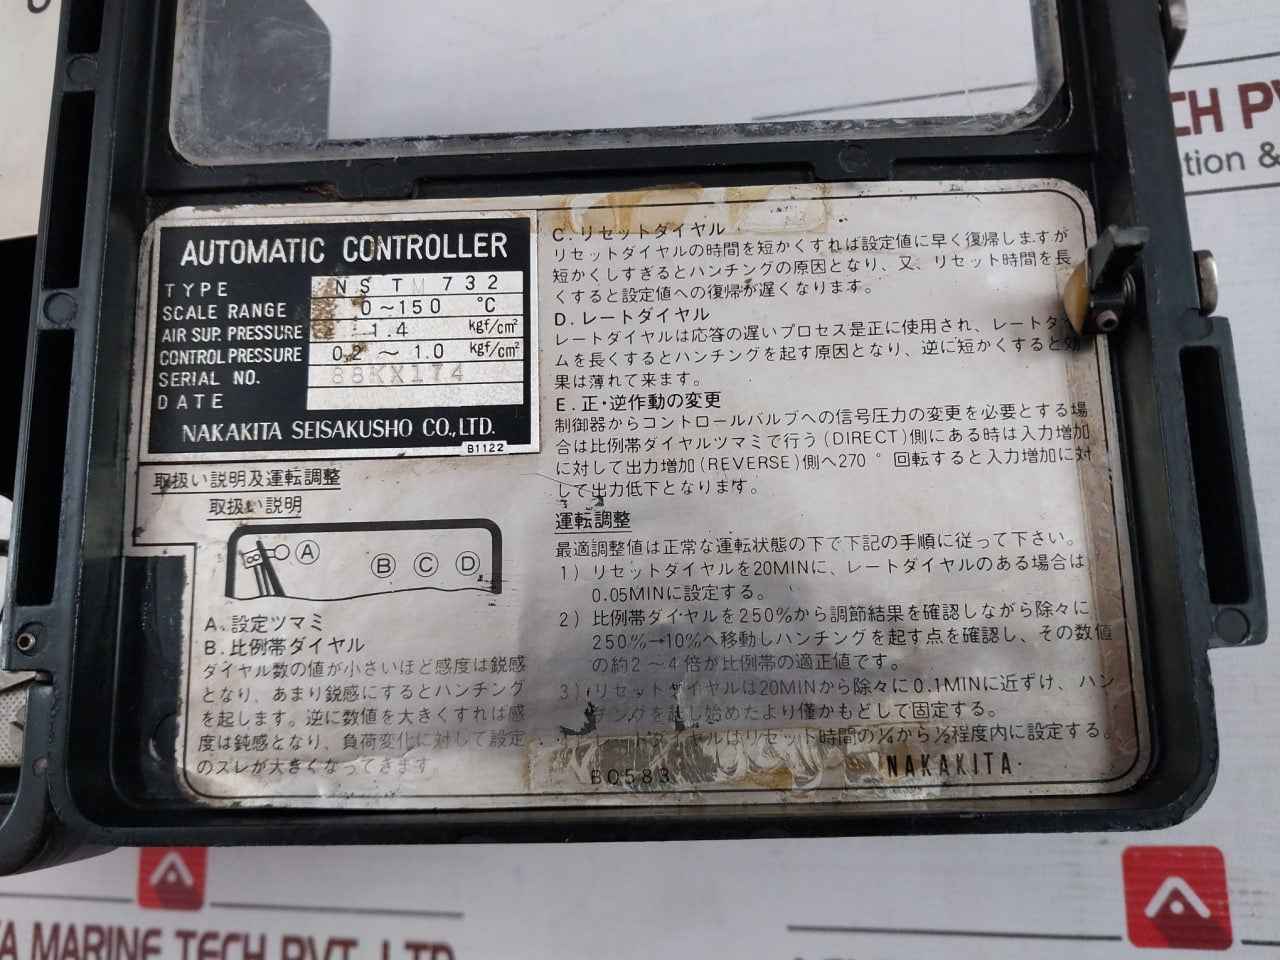 AUTOMATIC CONTROLLER
TYPE NSTM 732
SCALE RANGE 0~150 °C
AIR SUP. PRESSURE 1.4 kgf/cm²
CONTROL PRESSURE 0.2 ~ 1.0 kgf/cm²
SERIAL NO. 88KX174
DATE
NAKAKITA SEISAKUSHO CO., LTD.
B1122
取扱い説明及運転調整
取扱い説明
A B C D
A. 設定ツマミ
B. 比例帯ダイヤル
ダイヤル数の値が小さいほど感度は鋭感
となり、あまり鋭感にするとハンチング
を起します。逆に数値を大きくすれば感
度は鈍感となり、負荷変化に対して設定
のズレが大きくなってきます
C. リセットダイヤル
リセットダイヤルの時間を短かくすれば設定値に早く復帰しますが
短かくしすぎるとハンチングの原因となり、又、リセット時間を長
くすると設定値への復帰が遅くなります。
D. レートダイヤル
レートダイヤルは応答の遅いプロセス是正に使用され、レートタイ
ムを長くするとハンチングを起す原因となり、逆に短かくすると効
果は薄れて来ます。
E. 正・逆作動の変更
制御器からコントロールバルブへの信号圧力の変更を必要とする場
合は比例帯ダイヤルツマミで行う(DIRECT)側にある時は入力増加
に対して出力増加(REVERSE)側へ270°回転すると入力増加に対
して出力低下となります。
運転調整
最適調整値は正常な運転状態の下で下記の手順に従って下さい。
1) リセットダイヤルを20MINに、レートダイヤルのある場合は
0.05MINに設定する。
2) 比例帯ダイヤルを250%から調節結果を確認しながら除々に
250%→10%へ移動しハンチングを起す点を確認し、その数値
の約2~4倍が比例帯の適正値です。
3) リセットダイヤルは20MINから除々に0.1MINに近ずけ、ハン
チングを起し始めたより僅かもどして固定する。
レートダイヤルはリセット時間の¼から½程度内に設定する。
BO583 NAKAKITA
CH PV
tion &
A MARINE TECH PVT. LTD